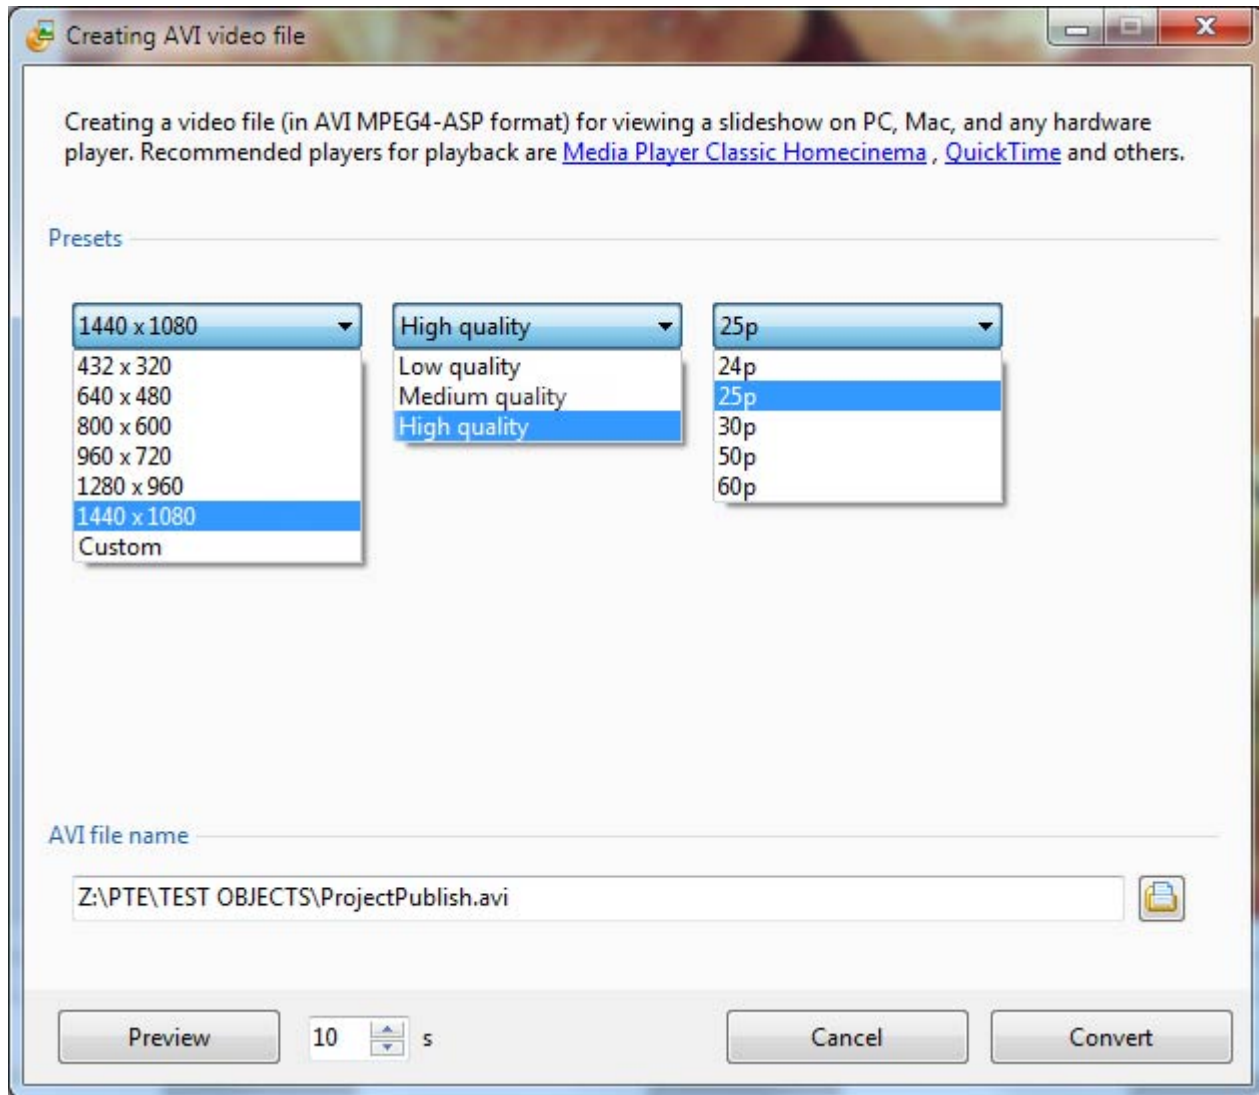 Creating AVI video file
Creating a video file (in AVI MPEG4-ASP format) for viewing a slideshow on PC, Mac, and any hardware
player. Recommended players for playback are Media Player Classic Homecinema , QuickTime and others.
Presets
1440 x 1080
432 x 320
640 x 480
800 x 600
960 x 720
1280 x 960
1440 x 1080
Custom
High quality
Low quality
Medium quality
High quality
25p
24p
25p
30p
50p
60p
AVI file name
Z:\PTE\TEST OBJECTS\ProjectPublish.avi
Preview 10 s Cancel Convert